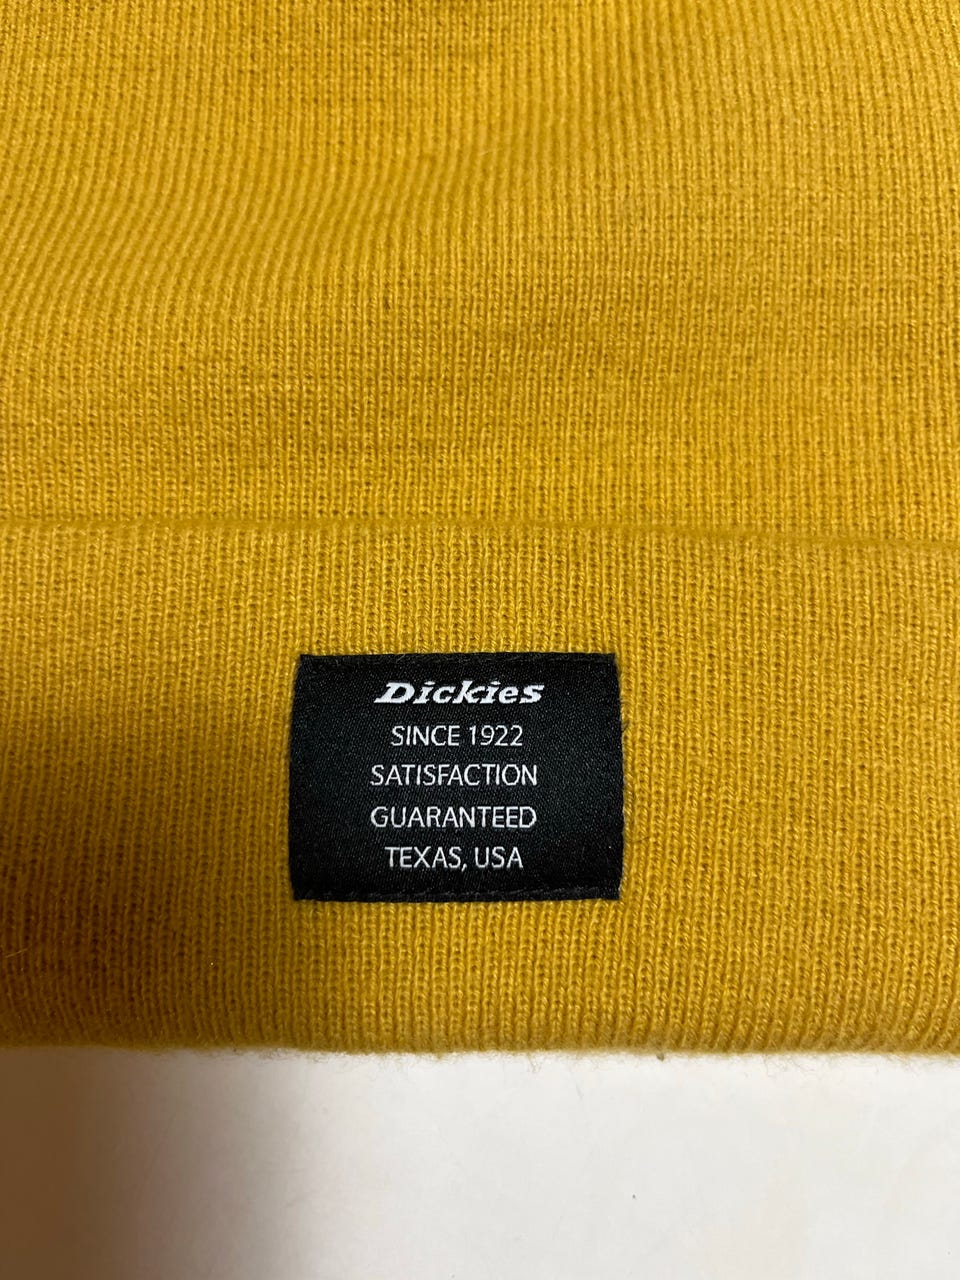 Dickies
SINCE 1922
SATISFACTION
GUARANTEED
TEXAS, USA